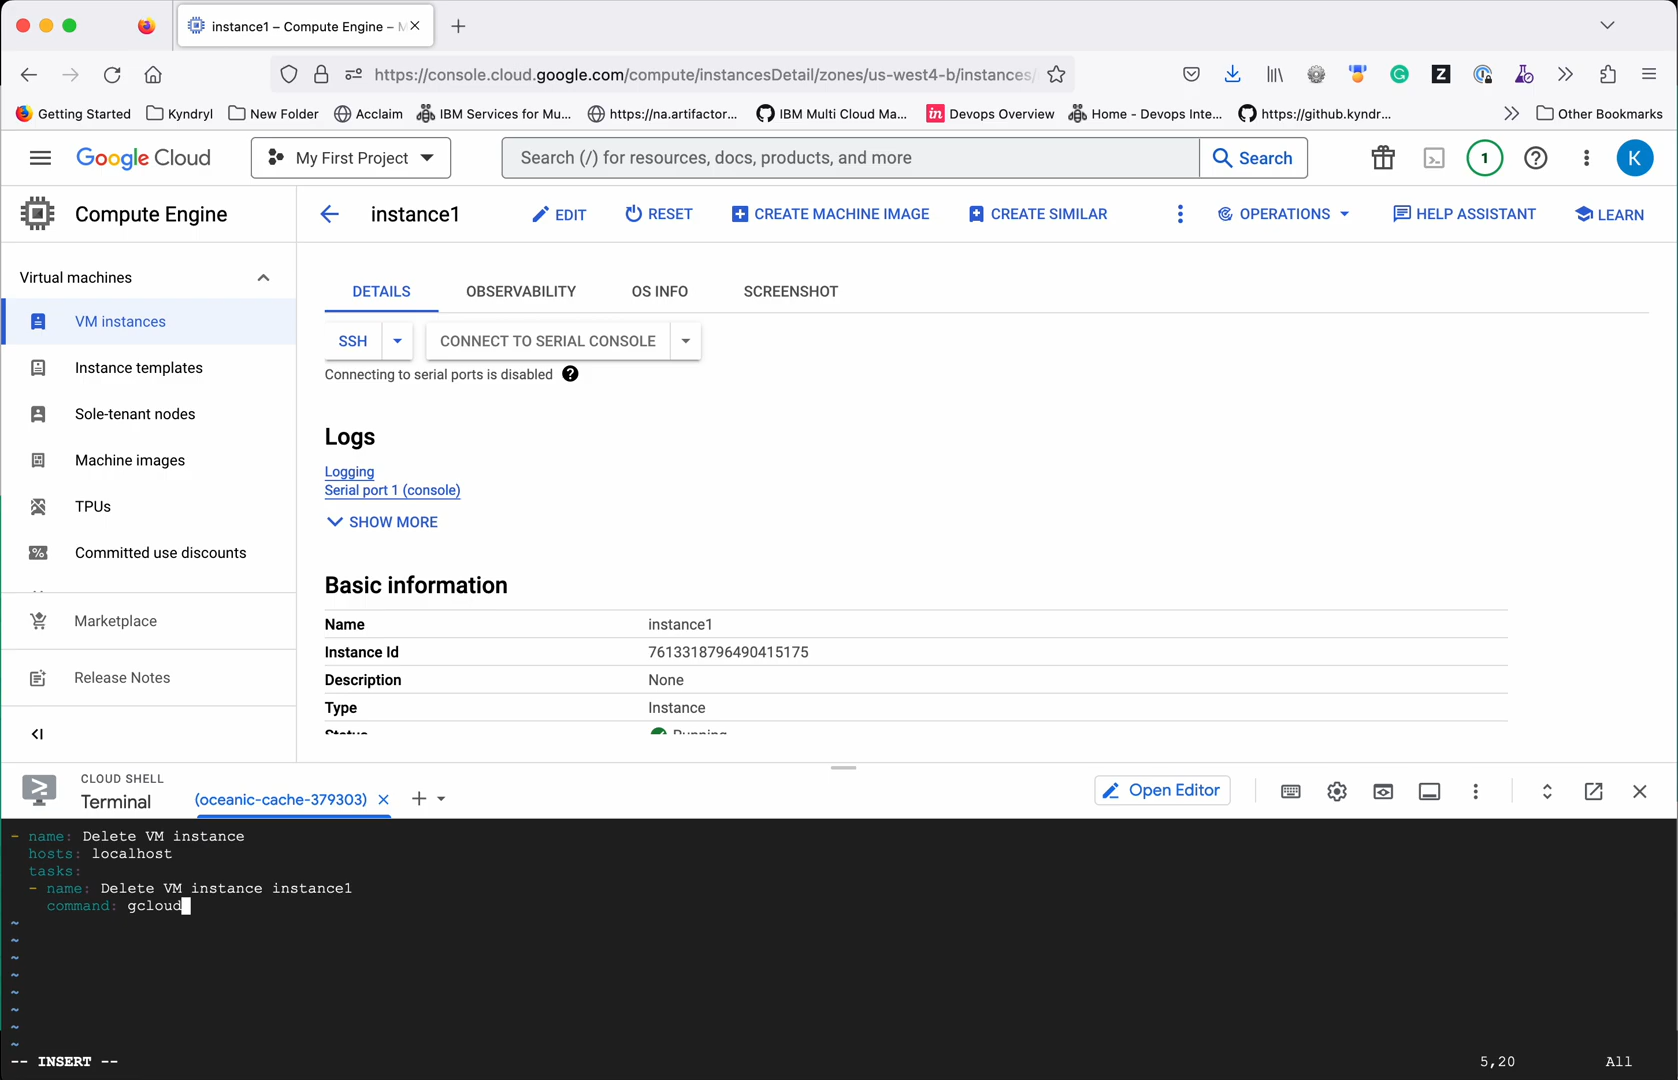 instance1 – Compute Engine – M
https://console.cloud.google.com/compute/instancesDetail/zones/us-west4-b/instances/
Z
Getting Started
Kyndryl
New Folder
Acclaim
IBM Services for Mu...
https://na.artifactor...
IBM Multi Cloud Ma...
in
Devops Overview
Home - Devops Inte...
https://github.kyndr...
Other Bookmarks
Google Cloud
My First Project
Search (/) for resources, docs, products, and more
Search
1
K
Compute Engine
instance1
EDIT
RESET
CREATE MACHINE IMAGE
CREATE SIMILAR
OPERATIONS
HELP ASSISTANT
LEARN
Virtual machines
VM instances
Instance templates
Sole-tenant nodes
Machine images
TPUs
Committed use discounts
Marketplace
Release Notes
DETAILS
OBSERVABILITY
OS INFO
SCREENSHOT
SSH
CONNECT TO SERIAL CONSOLE
Connecting to serial ports is disabled
Logs
Logging
Serial port 1 (console)
SHOW MORE
Basic information
Name instance1
Instance Id 7613318796490415175
Description None
Type Instance
Status Running
CLOUD SHELL
Terminal
(oceanic-cache-379303)
Open Editor
- name: Delete VM instance
hosts: localhost
tasks:
- name: Delete VM instance instance1
command: gcloud
~
~
~
~
~
~
~
~
-- INSERT --
5,20
All